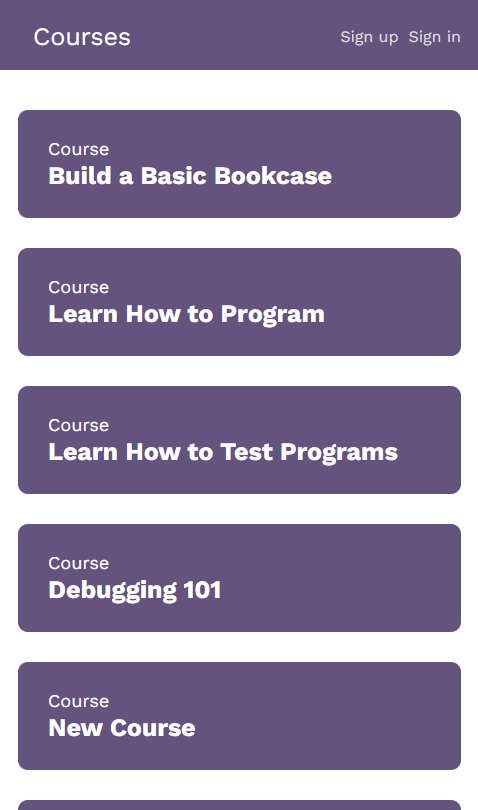 Courses
Sign up Sign in
Course
Build a Basic Bookcase
Course
Learn How to Program
Course
Learn How to Test Programs
Course
Debugging 101
Course
New Course